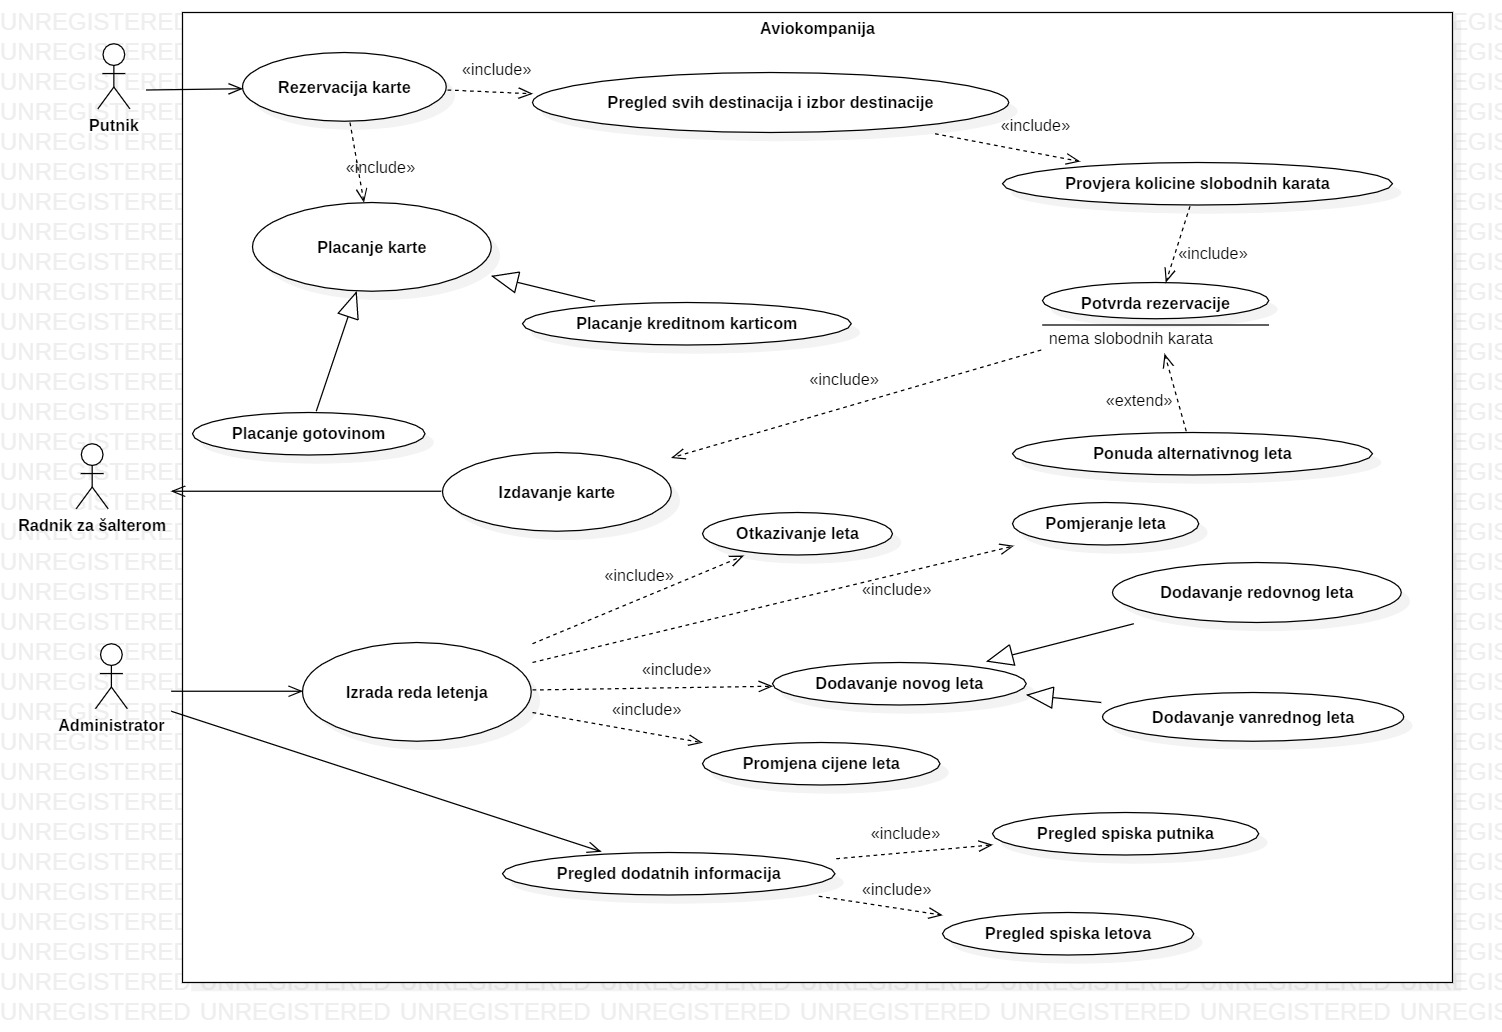 Aviokompanija
Putnik
Rezervacija karte
«include»
Pregled svih destinacija i izbor destinacije
«include»
«include»
Provjera kolicine slobodnih karata
Placanje karte
«include»
Potvrda rezervacije
nema slobodnih karata
Placanje kreditnom karticom
«include»
«extend»
Placanje gotovinom
Ponuda alternativnog leta
Radnik za šalterom
Izdavanje karte
Otkazivanje leta
Pomjeranje leta
«include»
«include»
Dodavanje redovnog leta
Administrator
Izrada reda letenja
«include»
Dodavanje novog leta
«include»
Dodavanje vanrednog leta
Promjena cijene leta
«include»
Pregled spiska putnika
Pregled dodatnih informacija
«include»
Pregled spiska letova
UNREGISTERED UNREGISTERED UNREGISTERED UNREGISTERED UNREGISTERED UNREGISTERED UNREGISTERED